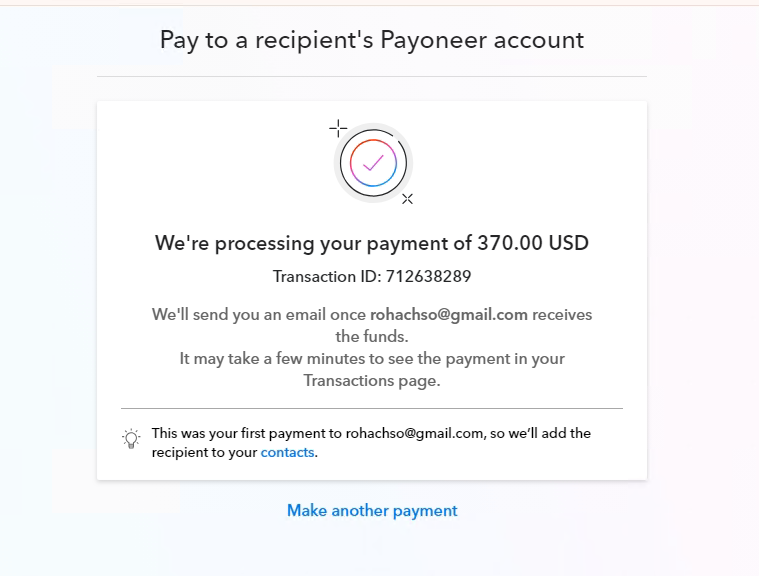 Pay to a recipient's Payoneer account
We're processing your payment of 370.00 USD
Transaction ID: 712638289
We'll send you an email once rohachso@gmail.com receives
the funds.
It may take a few minutes to see the payment in your
Transactions page.
This was your first payment to rohachso@gmail.com, so we’ll add the
recipient to your contacts.
Make another payment